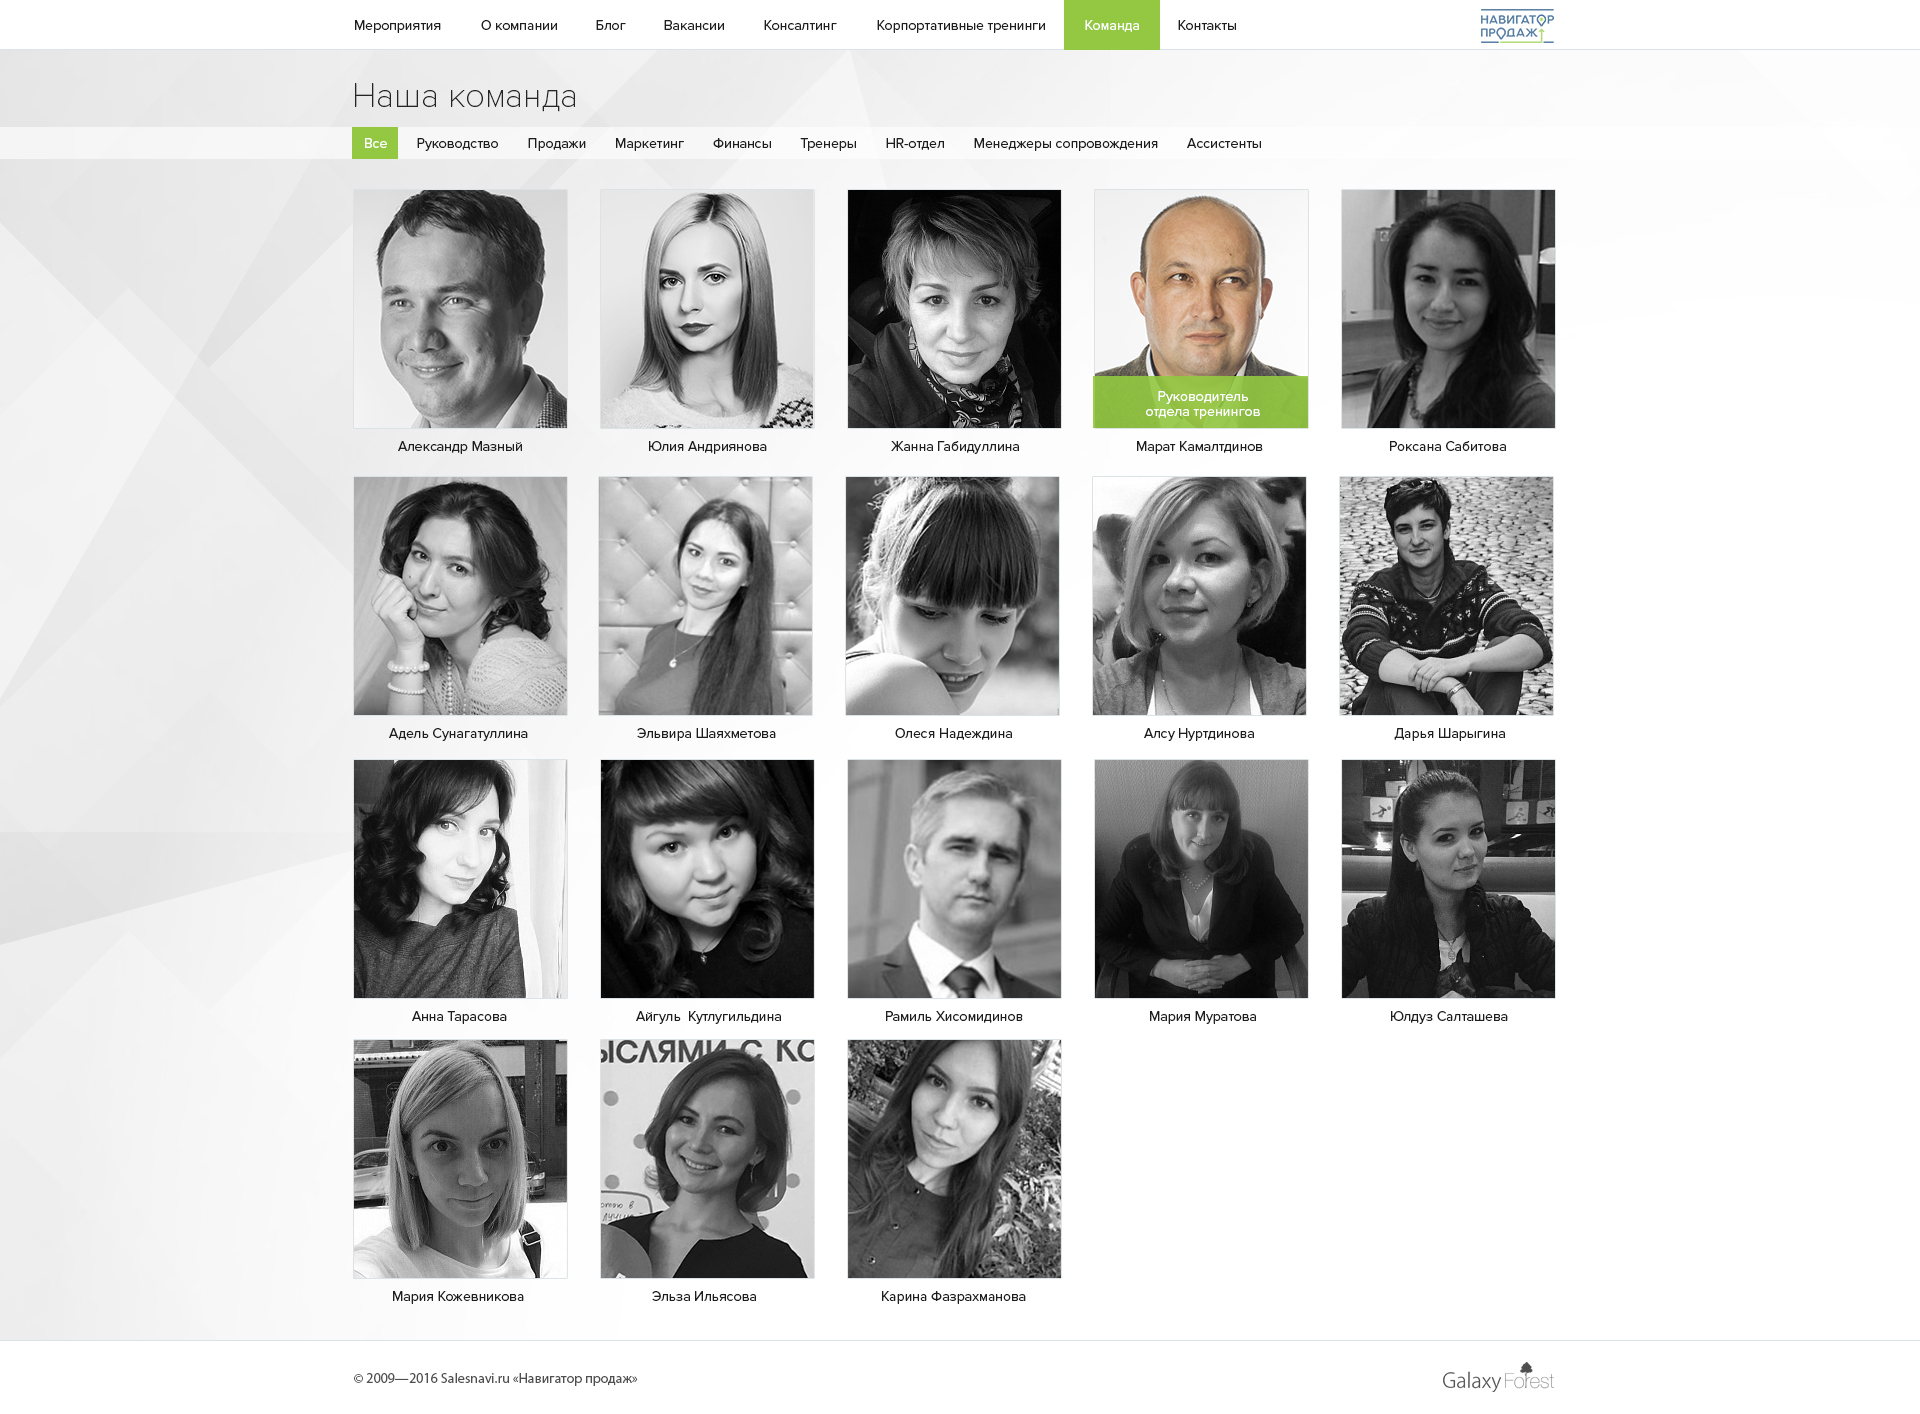 Мероприятия О компании Блог Вакансии Консалтинг Корпортативные тренинги Команда Контакты
НАВИГАТОР
ПРОДАЖ
Наша команда
Все Руководство Продажи Маркетинг Финансы Тренеры HR-отдел Менеджеры сопровождения Ассистенты
Руководитель
отдела тренингов
Александр Мазный Юлия Андриянова Жанна Габидуллина Марат Камалтдинов Роксана Сабитова
Адель Сунагатуллина Эльвира Шаяхметова Олеся Надеждина Алсу Нуртдинова Дарья Шарыгина
Анна Тарасова Айгуль Кутлугильдина Рамиль Хисомидинов Мария Муратова Юлдуз Салташева
ЫСЛЯМИ С КО
Мария Кожевникова Эльза Ильясова Карина Фазрахманова
© 2009—2016 Salesnavi.ru «Навигатор продаж»
Galaxy Forest